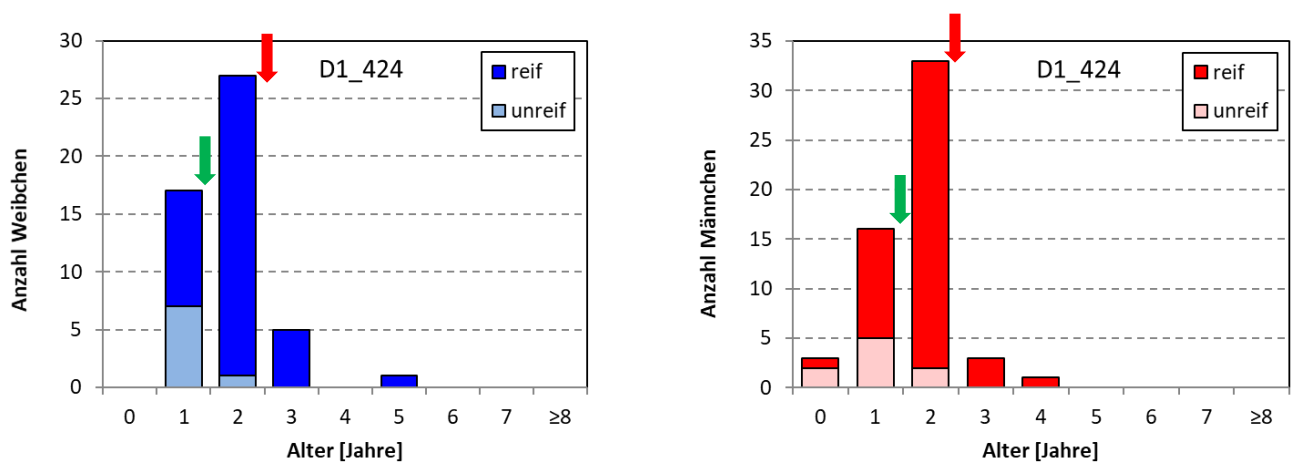 D1_424
reif
unreif
30
25
20
15
10
5
0
Anzahl Weibchen
0 1 2 3 4 5 6 7 ≥8
Alter [Jahre]
D1_424
reif
unreif
35
30
25
20
15
10
5
0
Anzahl Männchen
0 1 2 3 4 5 6 7 ≥8
Alter [Jahre]